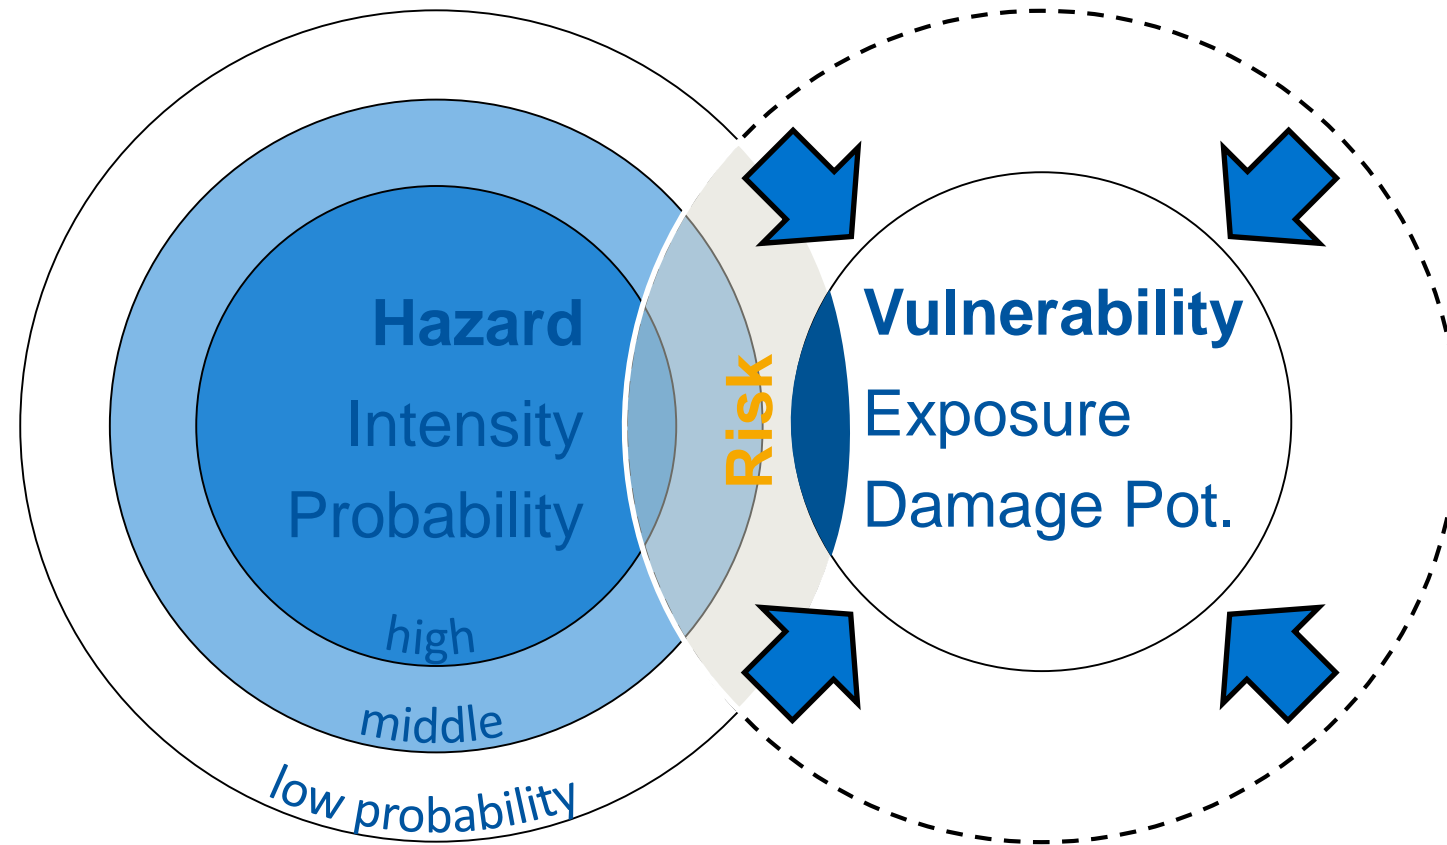 Hazard
Intensity
Probability
high
middle
low probability
Risk
Vulnerability
Exposure
Damage Pot.